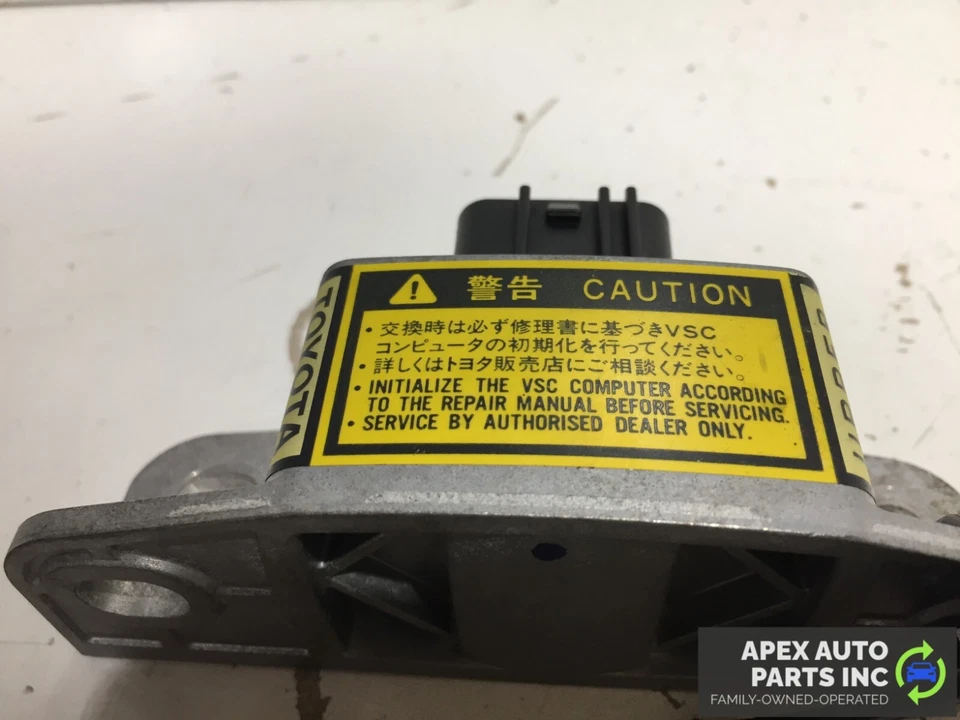 警告 CAUTION
・交換時は必ず修理書に基づきVSC
コンピュータの初期化を行ってください。
・詳しくはトヨタ販売店にご相談ください。
• INITIALIZE THE VSC COMPUTER ACCORDING
TO THE REPAIR MANUAL BEFORE SERVICING.
• SERVICE BY AUTHORISED DEALER ONLY.
TOYOTA
UPPER
APEX AUTO
PARTS INC
FAMILY-OWNED-OPERATED